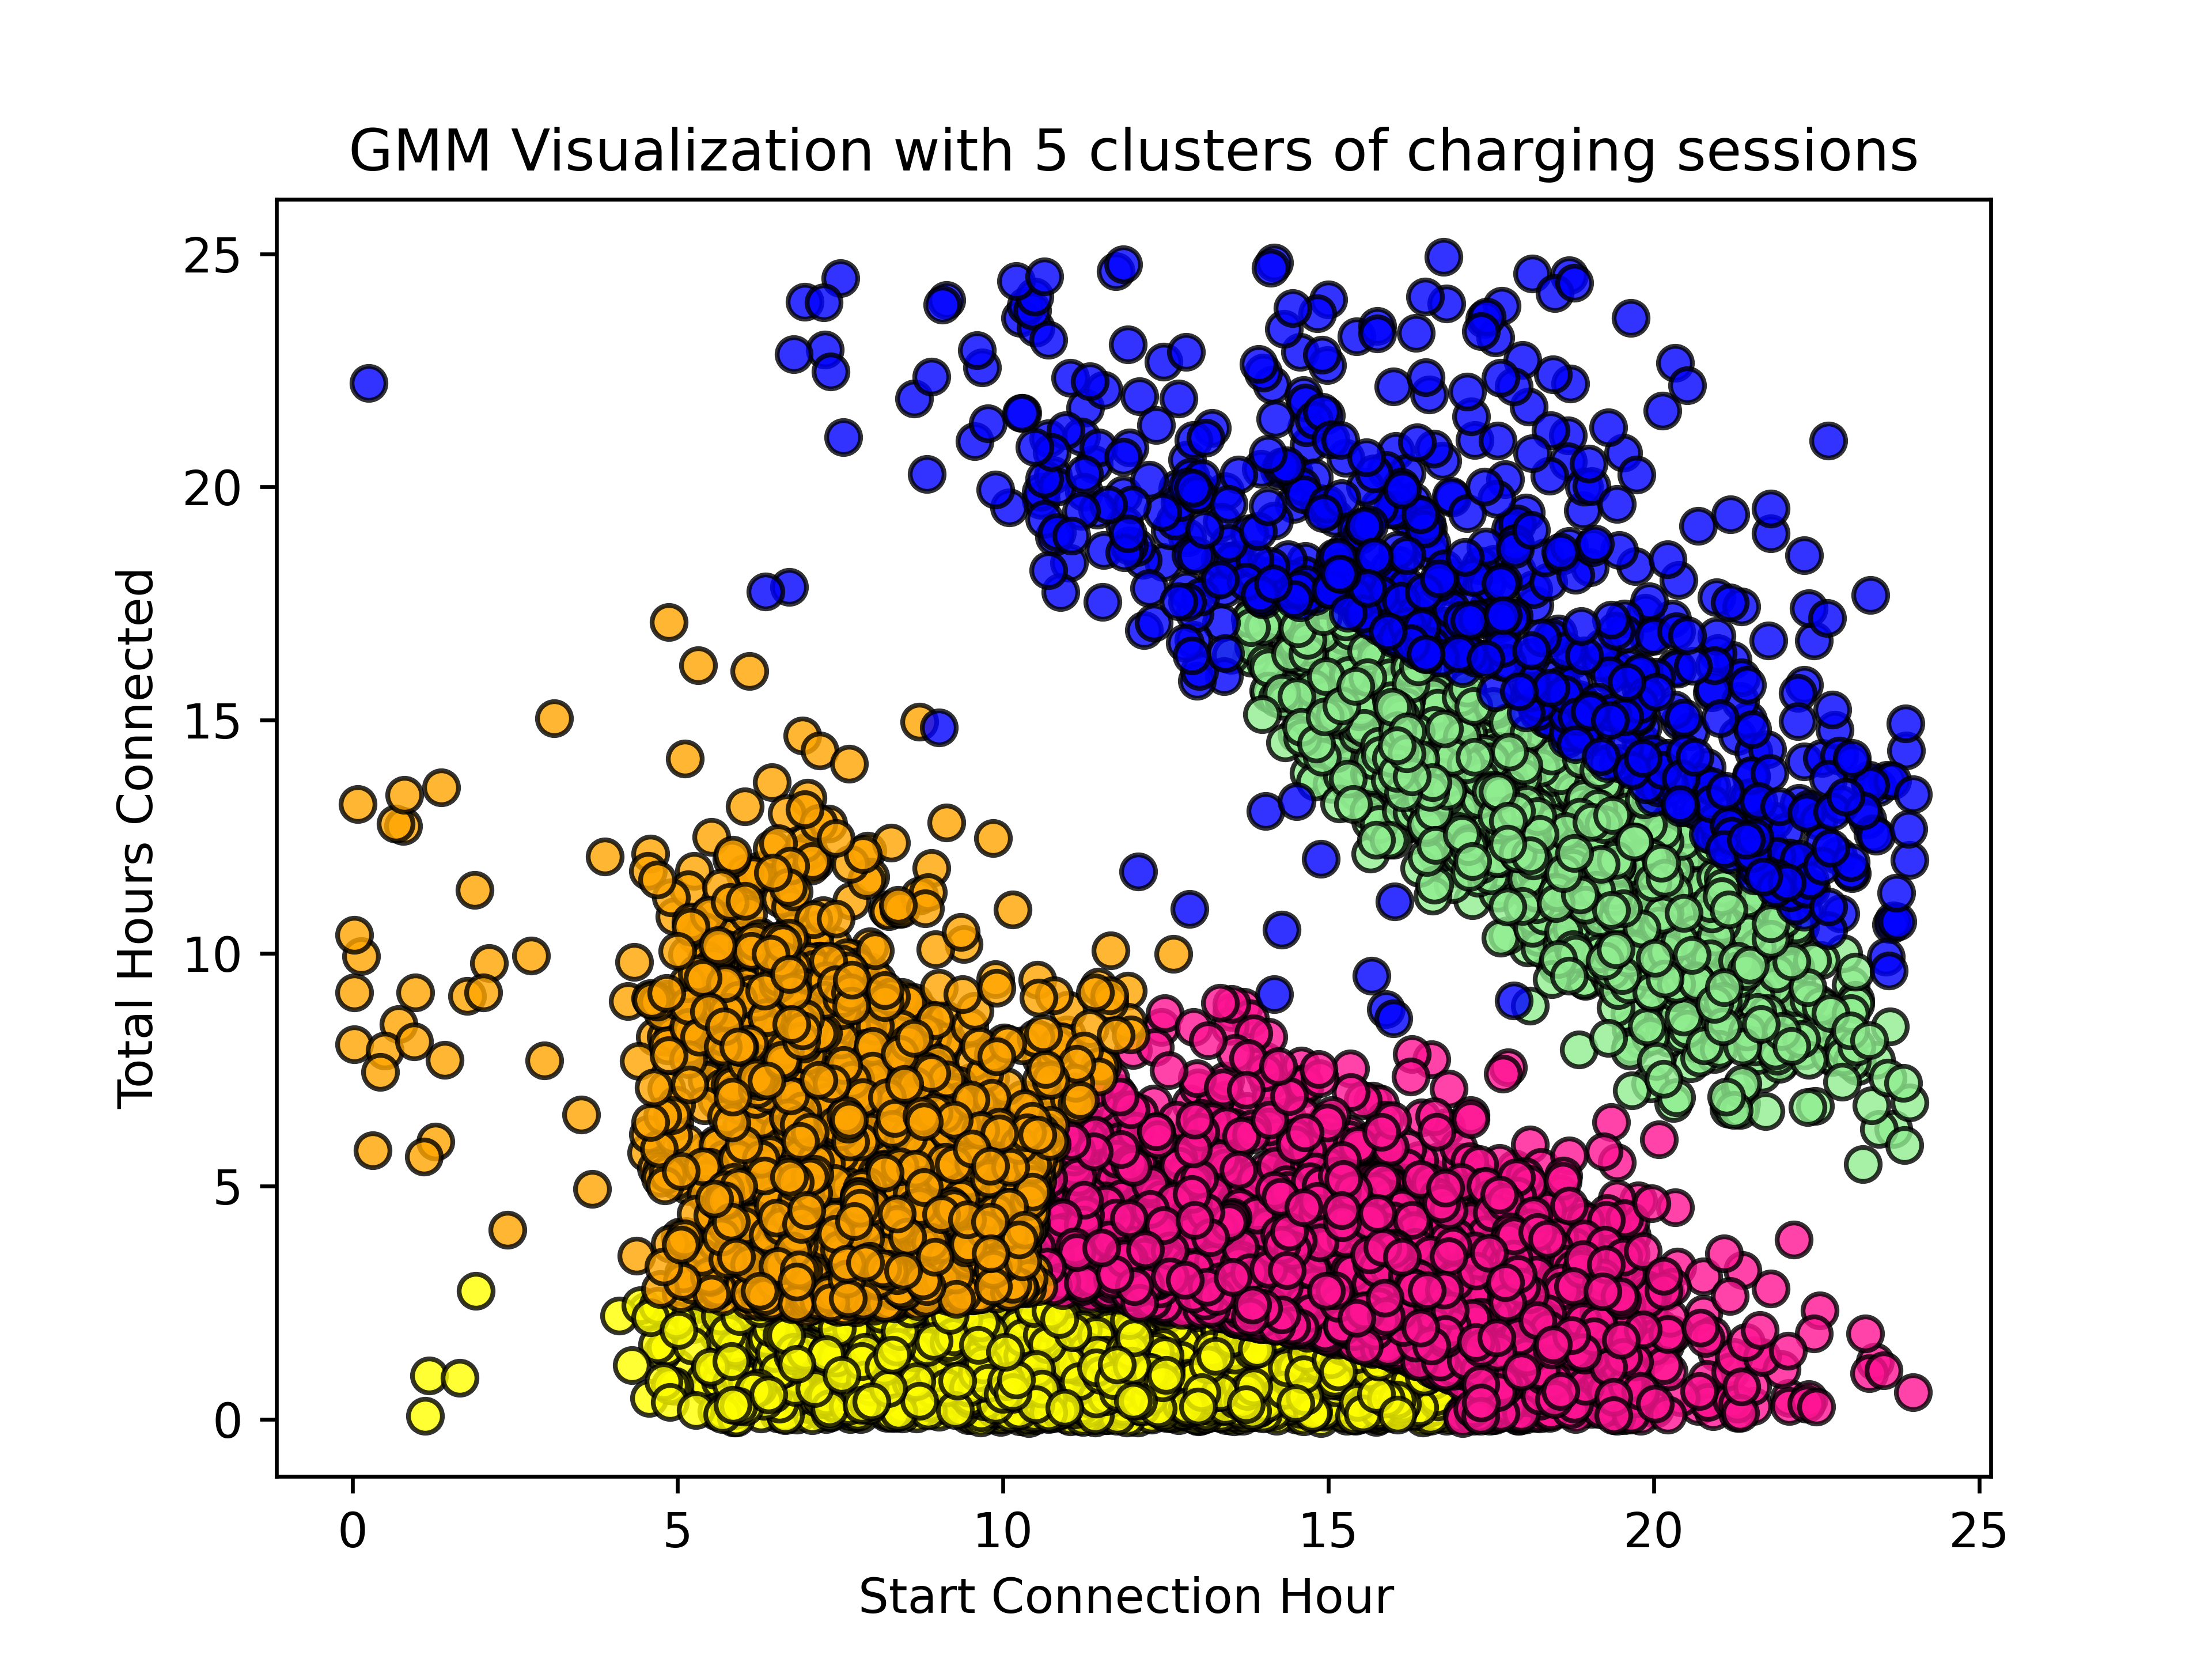 GMM Visualization with 5 clusters of charging sessions
25
20
15
10
5
0
Total Hours Connected
0 5 10 15 20 25
Start Connection Hour